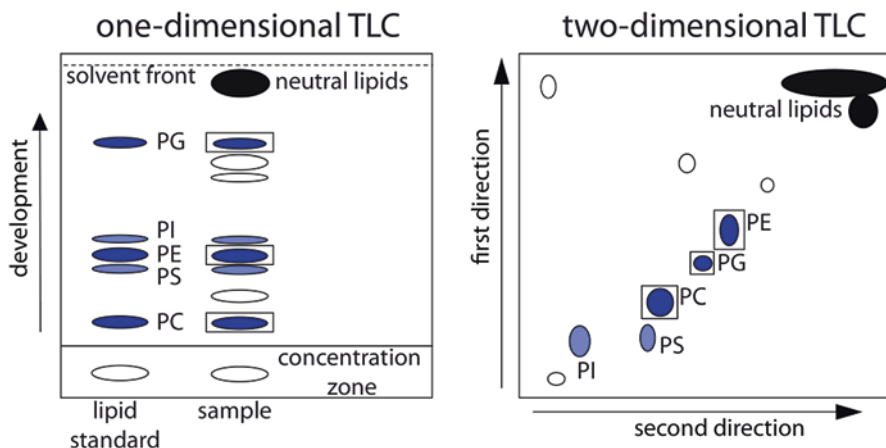 one-dimensional TLC
solvent front
neutral lipids
development
PG
PI
PE
PS
PC
concentration
zone
lipid
standard
sample
two-dimensional TLC
first direction
neutral lipids
PE
PG
PC
PS
PI
second direction